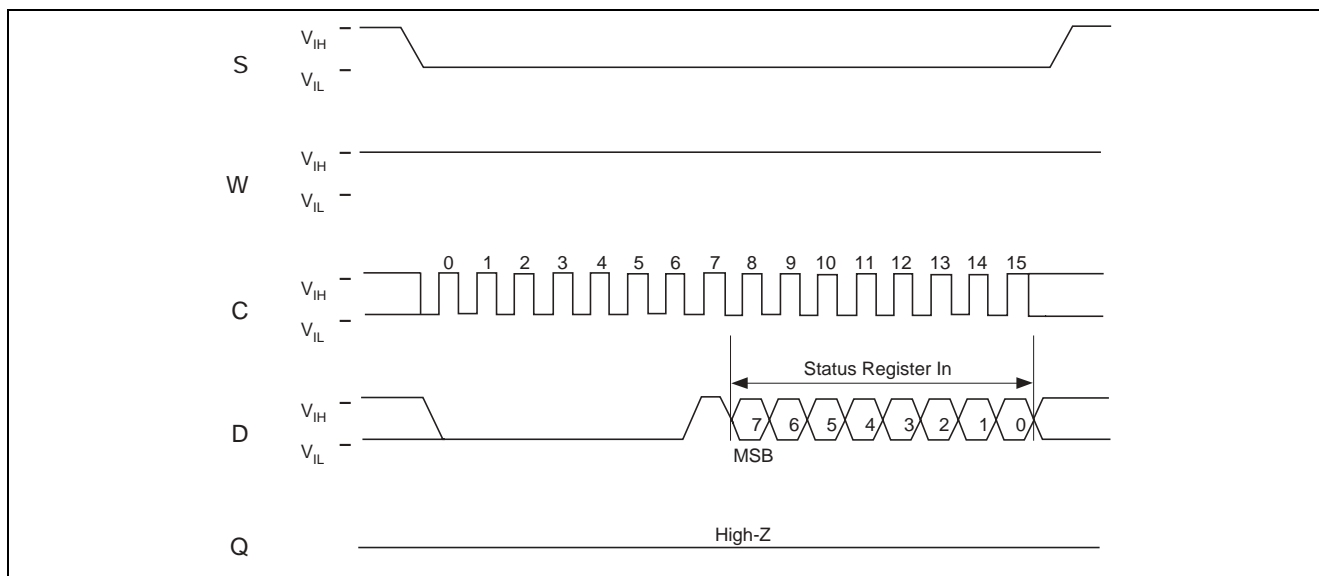 S
V_IH
V_IL
W
V_IH
V_IL
0 1 2 3 4 5 6 7 8 9 10 11 12 13 14 15
C
V_IH
V_IL
Status Register In
D
V_IH
V_IL
7 6 5 4 3 2 1 0
MSB
High-Z
Q